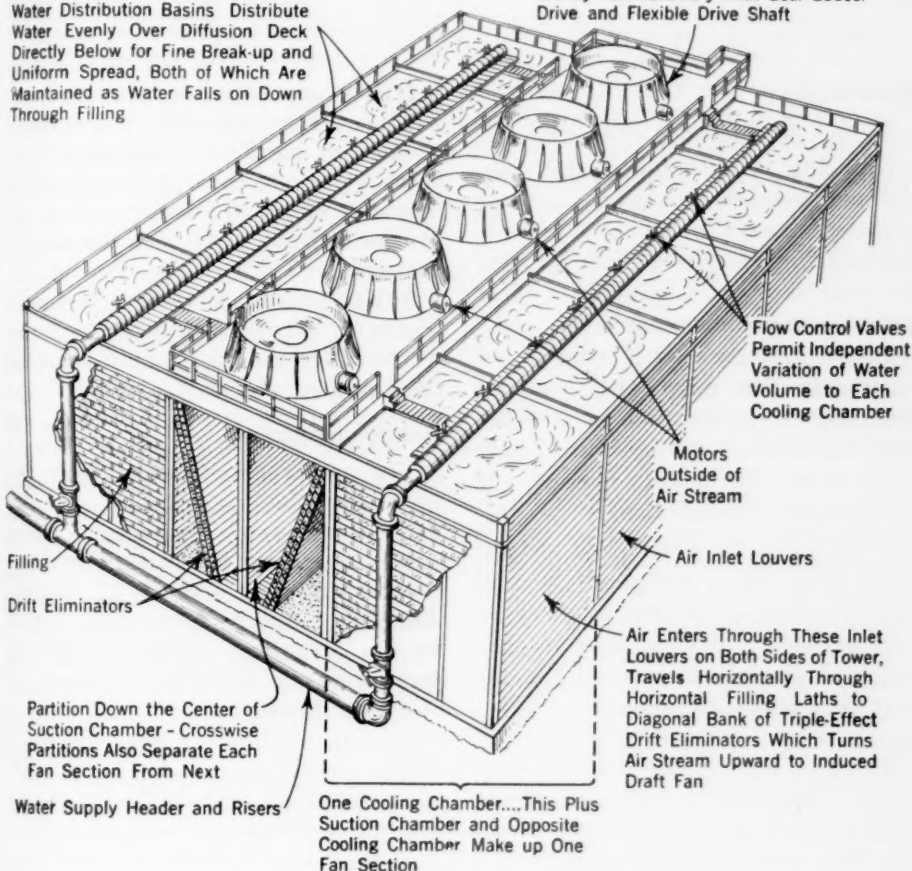 Water Distribution Basins Distribute
Water Evenly Over Diffusion Deck
Directly Below for Fine Break-up and
Uniform Spread, Both of Which Are
Maintained as Water Falls on Down
Through Filling
Drive and Flexible Drive Shaft
Flow Control Valves
Permit Independent
Variation of Water
Volume to Each
Cooling Chamber
Motors
Outside of
Air Stream
Air Inlet Louvers
Filling
Drift Eliminators
Air Enters Through These Inlet
Louvers on Both Sides of Tower,
Travels Horizontally Through
Horizontal Filling Laths to
Diagonal Bank of Triple-Effect
Drift Eliminators Which Turns
Air Stream Upward to Induced
Draft Fan
Partition Down the Center of
Suction Chamber - Crosswise
Partitions Also Separate Each
Fan Section From Next
Water Supply Header and Risers
One Cooling Chamber....This Plus
Suction Chamber and Opposite
Cooling Chamber Make up One
Fan Section